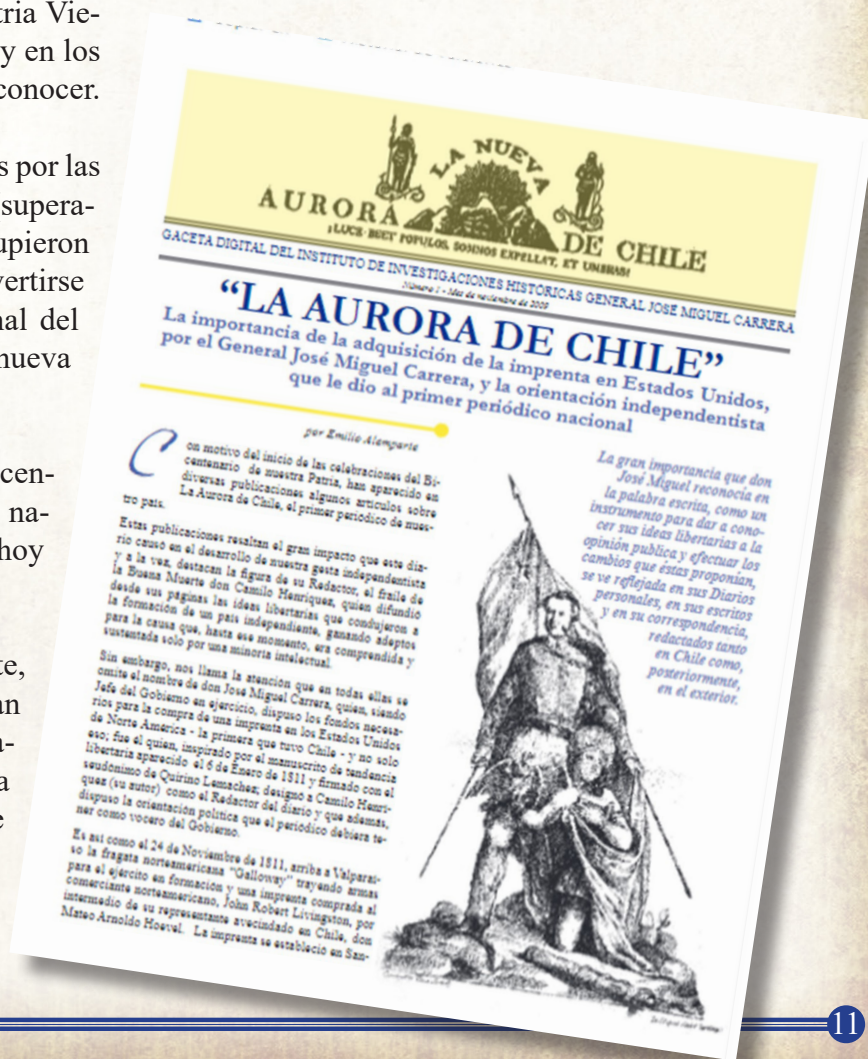 tria Vie-
y en los
conocer.
s por las
supera-
upieron
vertirse
nal del
nueva
cen-
na-
hoy
te,
an
a-
a
e
LA NUEVA
AURORA DE CHILE
GACETA DIGITAL DEL INSTITUTO DE INVESTIGACIONES HISTORICAS GENERAL JOSE MIGUEL CARRERA
Número 1 - Mes de noviembre de 2009
“LA AURORA DE CHILE”
La importancia de la adquisición de la imprenta en Estados Unidos,
por el General José Miguel Carrera, y la orientación independentista
que le dio al primer periódico nacional
por Emilio Alemparte
Con motivo del inicio de las celebraciones del Bi-
centenario de nuestra Patria, han aparecido en
diversas publicaciones algunos artículos sobre
La Aurora de Chile, el primer periódico de nues-
tro país.
Estas publicaciones resaltan el gran impacto que este dia-
rio causó en el desarrollo de nuestra gesta independentista
y a la vez, destacan la figura de su Redactor, el fraile de
la Buena Muerte don Camilo Henríquez, quien difundió
desde sus páginas las ideas libertarias que condujeron a
la formación de un país independiente, ganando adeptos
para la causa que, hasta ese momento, era comprendida y
sustentada solo por una minoría intelectual.
Sin embargo, nos llama la atención que en todas ellas se
omite el nombre de don José Miguel Carrera, quien, siendo
Jefe del Gobierno en ejercicio, dispuso los fondos necesa-
rios para la compra de una imprenta en los Estados Unidos
de Norte América - la primera que tuvo Chile - y no solo
eso; fue el quien, inspirado por el manuscrito de tendencia
libertaria aparecido el 6 de Enero de 1811 y firmado con el
seudónimo de Quirino Lemachez; designó a Camilo Henrí-
quez (su autor) como el Redactor del diario y que además,
dispuso la orientación política que el periódico debiera te-
ner como vocero del Gobierno.
Es así como el 24 de Noviembre de 1811, arriba a Valparaí-
so la fragata norteamericana "Galloway" trayendo armas
para el ejército en formación y una imprenta comprada al
comerciante norteamericano, John Robert Livingston, por
intermedio de su representante avecindado en Chile, don
Mateo Arnoldo Hoevel. La imprenta se estableció en San-
La gran importancia que don
José Miguel reconocía en
la palabra escrita, como un
instrumento para dar a cono-
cer sus ideas libertarias a la
opinión publica y efectuar los
cambios que éstas proponían,
se ve reflejada en sus Diarios
personales, en sus escritos
y en su correspondencia,
redactados tanto
en Chile como,
posteriormente,
en el exterior.
11